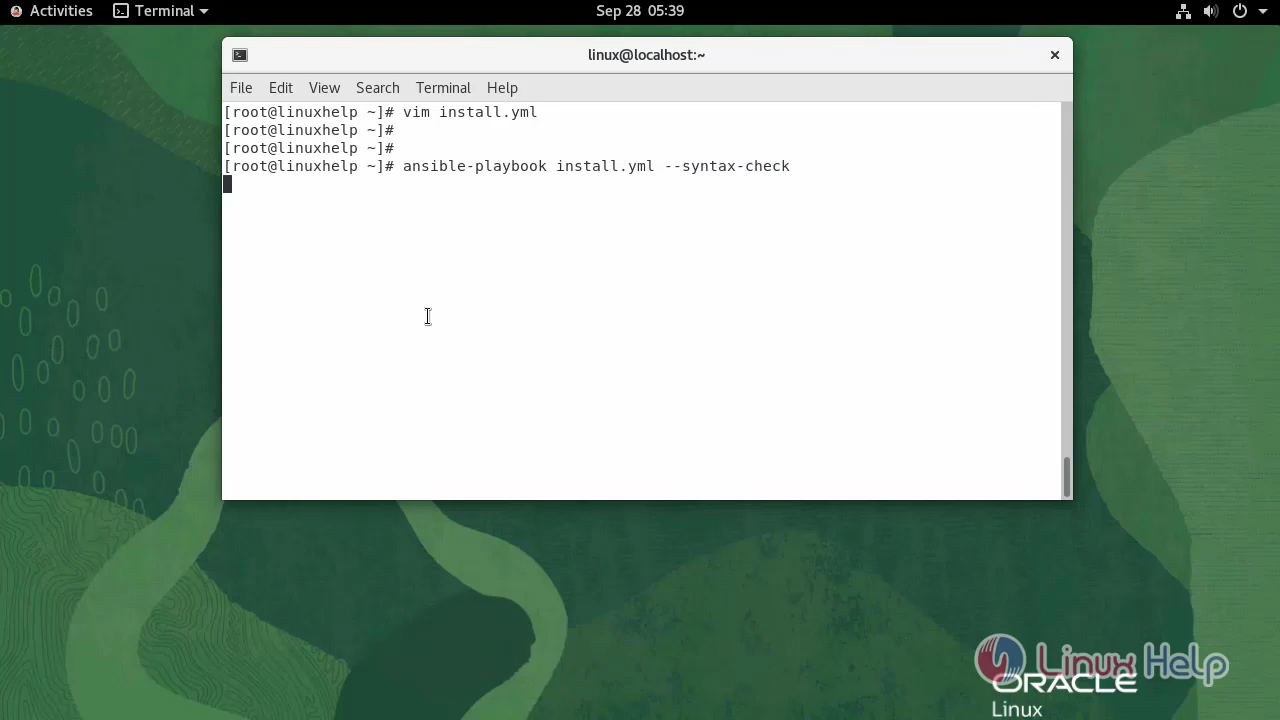 Activities Terminal Sep 28 05:39
linux@localhost:~
File Edit View Search Terminal Help
[root@linuxhelp ~]# vim install.yml
[root@linuxhelp ~]#
[root@linuxhelp ~]#
[root@linuxhelp ~]# ansible-playbook install.yml --syntax-check
Linux Help
ORACLE
Linux